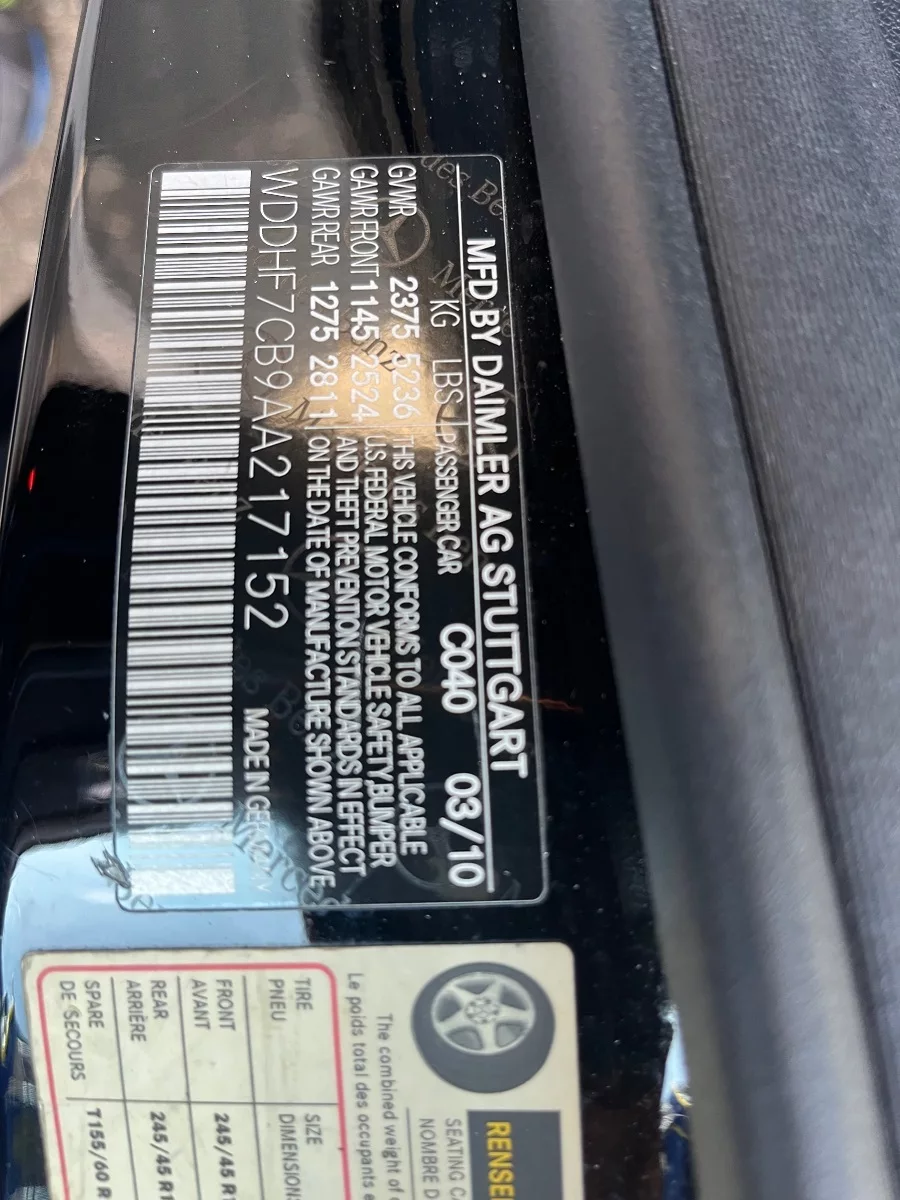 MFD BY DAIMLER AG STUTTGART
KG LBS PASSENGER CAR C040 03/10
GVWR 2375 5236 THIS VEHICLE CONFORMS TO ALL APPLICABLE
GAWR FRONT 1145 2524 U.S. FEDERAL MOTOR VEHICLE SAFETY,BUMPER
GAWR REAR 1275 2811 AND THEFT PREVENTION STANDARDS IN EFFECT
ON THE DATE OF MANUFACTURE SHOWN ABOVE
WDDHF7CB9AA217152 MADE IN GERMANY
RENSE
SEATING CA
NOMBRE D
The combined weight of
Le poids total des occupants e
TIRE SIZE
PNEU DIMENSION
FRONT 245/45 R
AVANT
REAR 245/45 R1
ARRIÈRE
SPARE T155/60 R
DE SECOURS